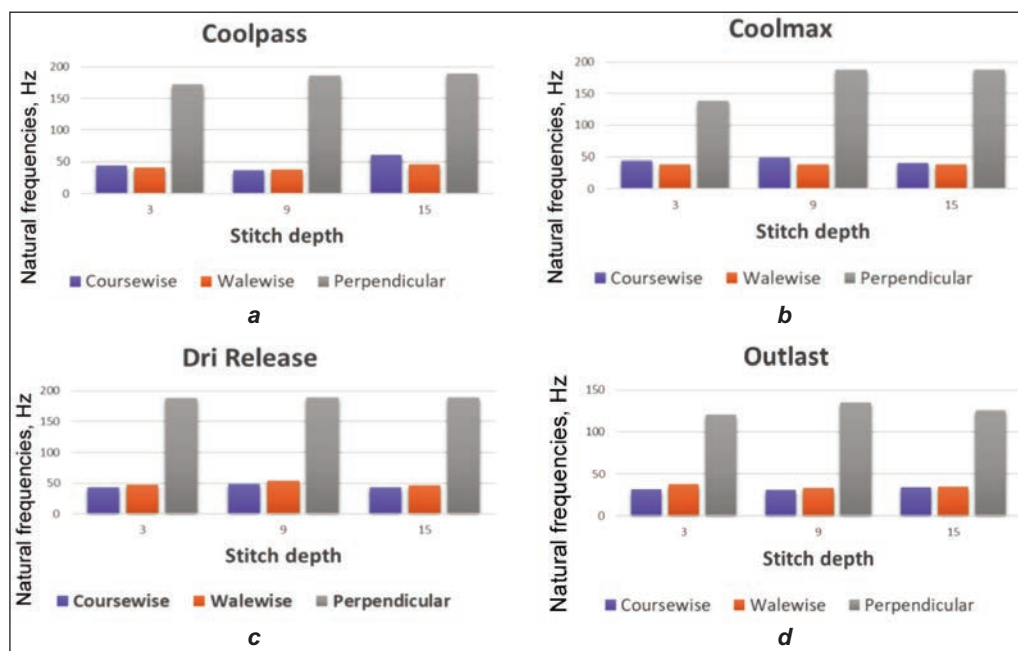 Coolpass
Natural frequencies, Hz
200
150
100
50
0
3 9 15
Stitch depth
Coursewise Walewise Perpendicular
a
Coolmax
Natural frequencies, Hz
200
150
100
50
0
3 9 15
Stitch depth
Coursewise Walewise Perpendicular
b
Dri Release
Natural frequencies, Hz
200
150
100
50
0
3 9 15
Stitch depth
Coursewise Walewise Perpendicular
c
Outlast
Natural frequencies, Hz
150
100
50
0
3 9 15
Stitch depth
Coursewise Walewise Perpendicular
d